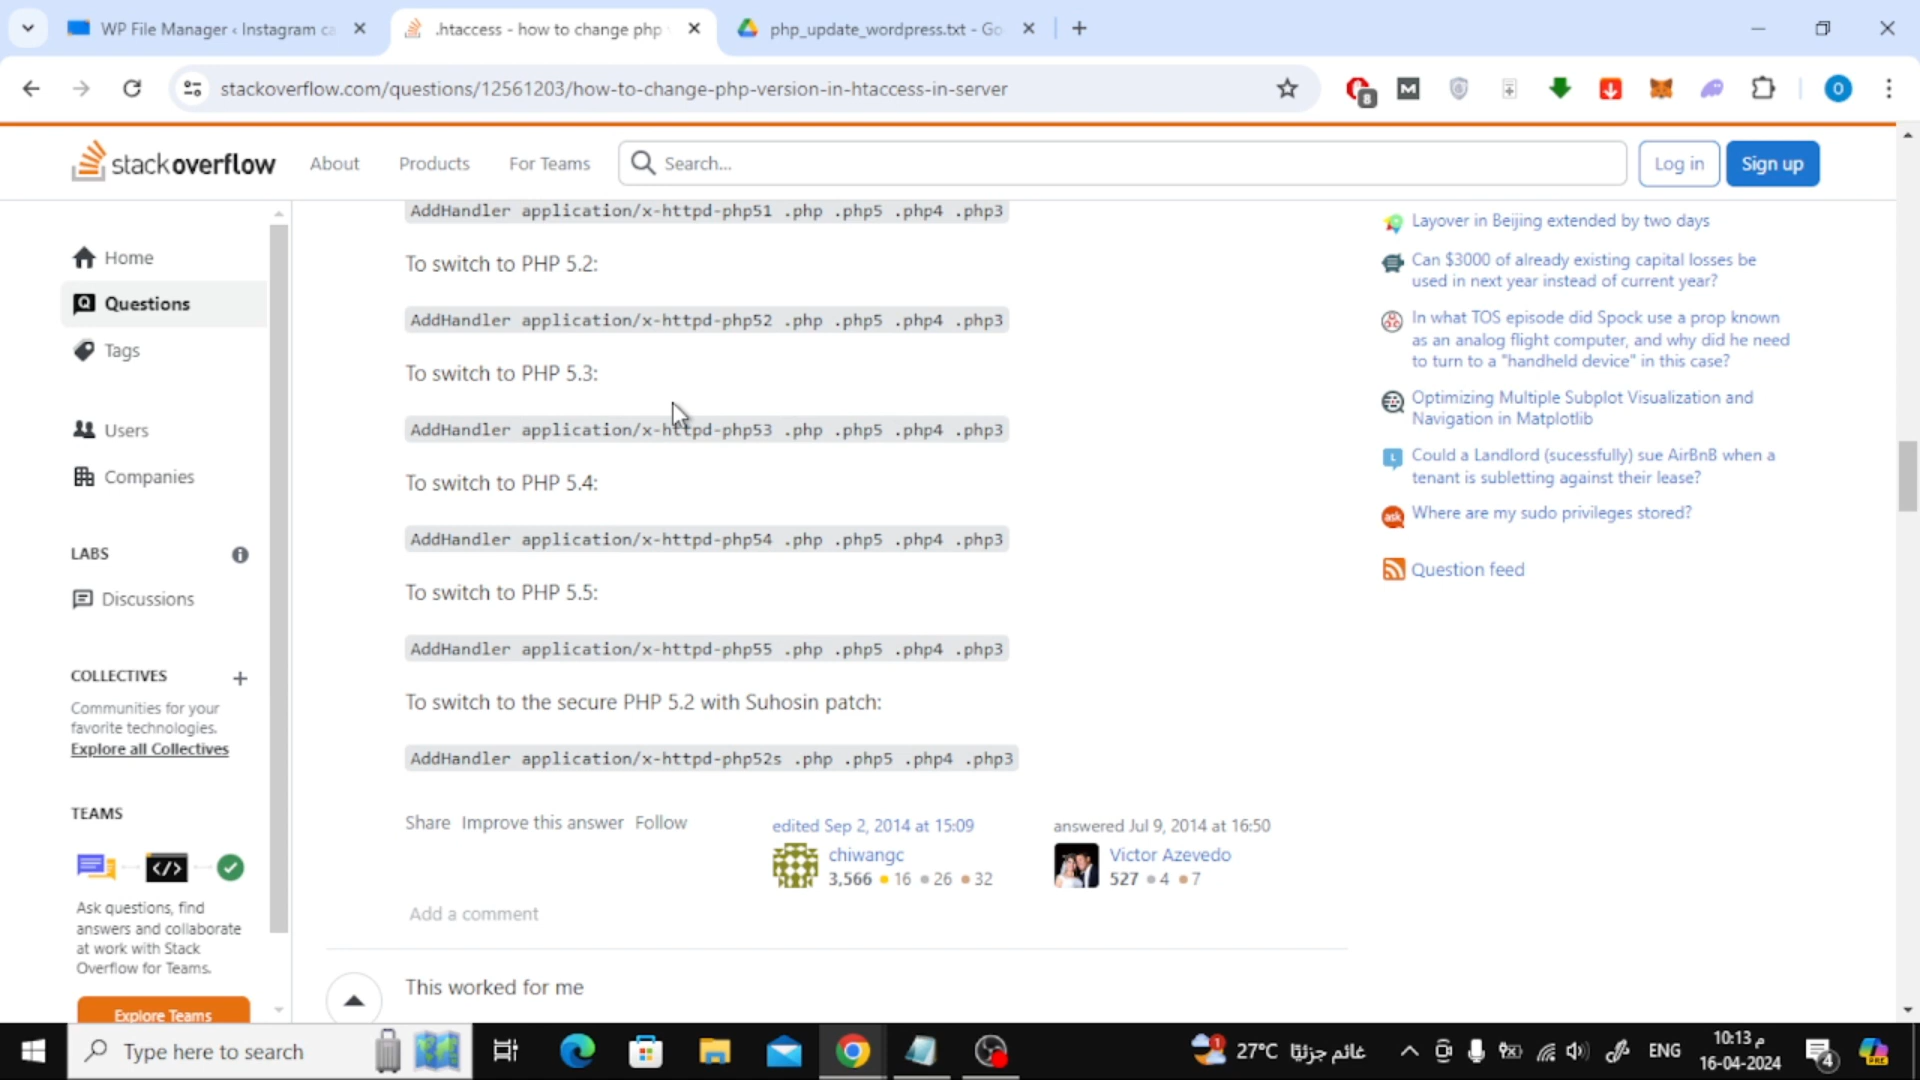 WP File Manager ‹ Instagram ca
.htaccess - how to change php
php_update_wordpress.txt - Go
stackoverflow.com/questions/12561203/how-to-change-php-version-in-htaccess-in-server
8
M
O
stackoverflow
About
Products
For Teams
Search...
Log in
Sign up
Home
Questions
Tags
Users
Companies
LABS
Discussions
COLLECTIVES
Communities for your
favorite technologies.
Explore all Collectives
TEAMS
Ask questions, find
answers and collaborate
at work with Stack
Overflow for Teams.
Explore Teams
AddHandler application/x-httpd-php51 .php .php5 .php4 .php3
To switch to PHP 5.2:
AddHandler application/x-httpd-php52 .php .php5 .php4 .php3
To switch to PHP 5.3:
AddHandler application/x-httpd-php53 .php .php5 .php4 .php3
To switch to PHP 5.4:
AddHandler application/x-httpd-php54 .php .php5 .php4 .php3
To switch to PHP 5.5:
AddHandler application/x-httpd-php55 .php .php5 .php4 .php3
To switch to the secure PHP 5.2 with Suhosin patch:
AddHandler application/x-httpd-php52s .php .php5 .php4 .php3
Share Improve this answer Follow
edited Sep 2, 2014 at 15:09
chiwangc
3,566 16 26 32
answered Jul 9, 2014 at 16:50
Victor Azevedo
527 4 7
Add a comment
This worked for me
Layover in Beijing extended by two days
Can $3000 of already existing capital losses be
used in next year instead of current year?
In what TOS episode did Spock use a prop known
as an analog flight computer, and why did he need
to turn to a "handheld device" in this case?
Optimizing Multiple Subplot Visualization and
Navigation in Matplotlib
Could a Landlord (sucessfully) sue AirBnB when a
tenant is subletting against their lease?
ask
Where are my sudo privileges stored?
Question feed
Type here to search
1
27°C
غائم جزئيًا
ENG
10:13 م
16-04-2024
4
PRE